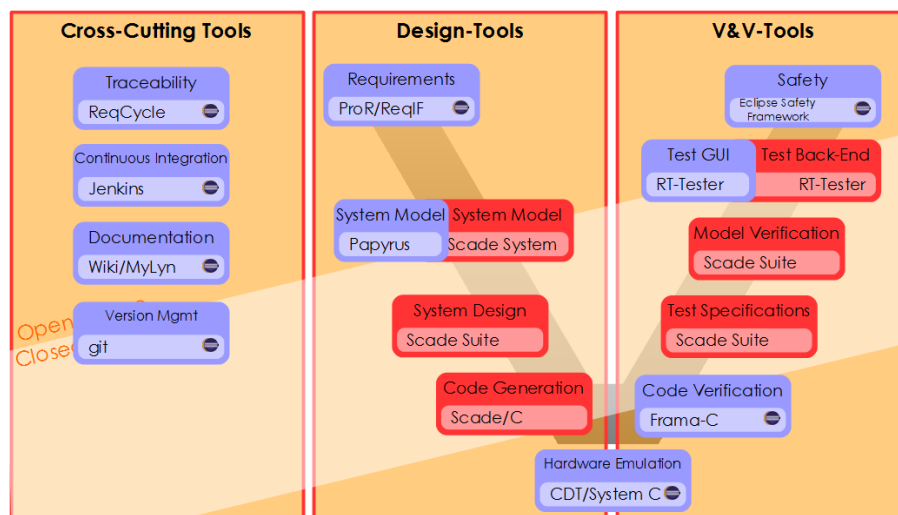 Cross-Cutting Tools
Traceability
ReqCycle
Continuous Integration
Jenkins
Documentation
Wiki/MyLyn
Open
Closed
Version Mgmt
git
Design-Tools
Requirements
ProR/ReqIF
System Model
Papyrus
System Model
Scade System
System Design
Scade Suite
Code Generation
Scade/C
Hardware Emulation
CDT/System C
V&V-Tools
Safety
Eclipse Safety
Framework
Test GUI
RT-Tester
Test Back-End
RT-Tester
Model Verification
Scade Suite
Test Specifications
Scade Suite
Code Verification
Frama-C